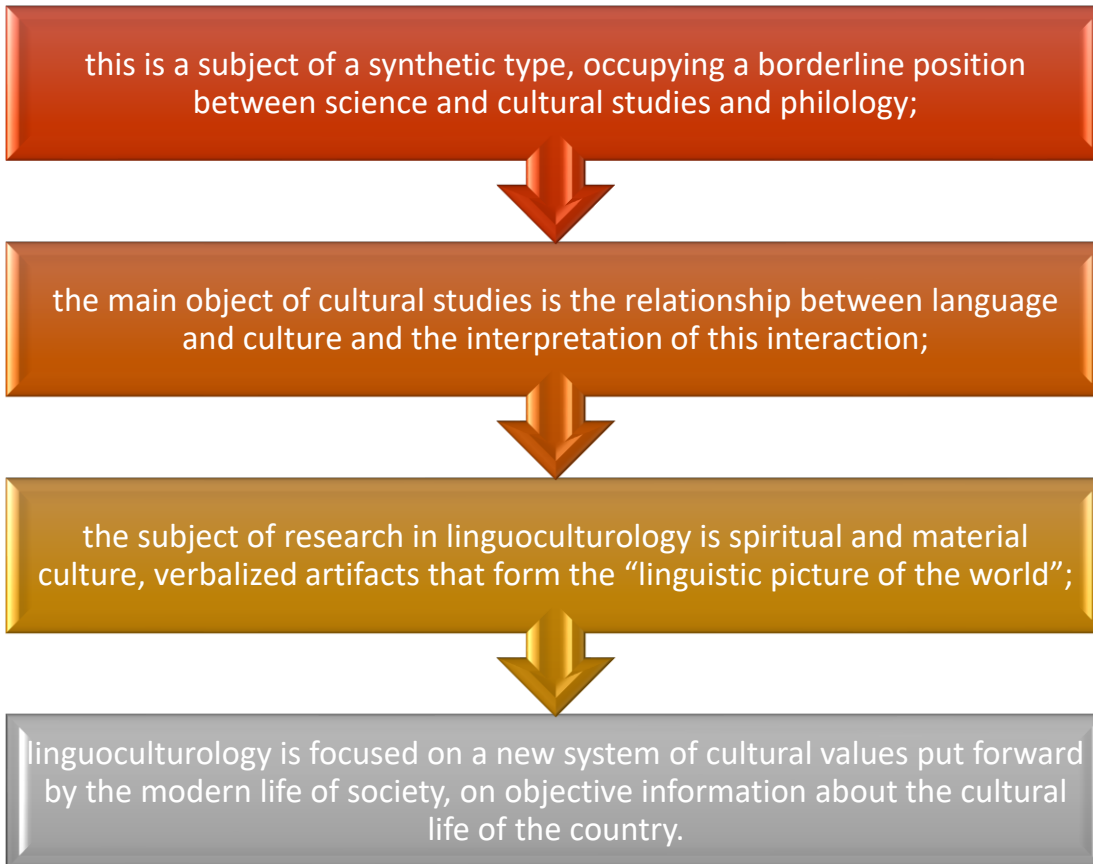 this is a subject of a synthetic type, occupying a borderline position
between science and cultural studies and philology;
the main object of cultural studies is the relationship between language
and culture and the interpretation of this interaction;
the subject of research in linguoculturology is spiritual and material
culture, verbalized artifacts that form the “linguistic picture of the world”;
linguoculturology is focused on a new system of cultural values put forward
by the modern life of society, on objective information about the cultural
life of the country.